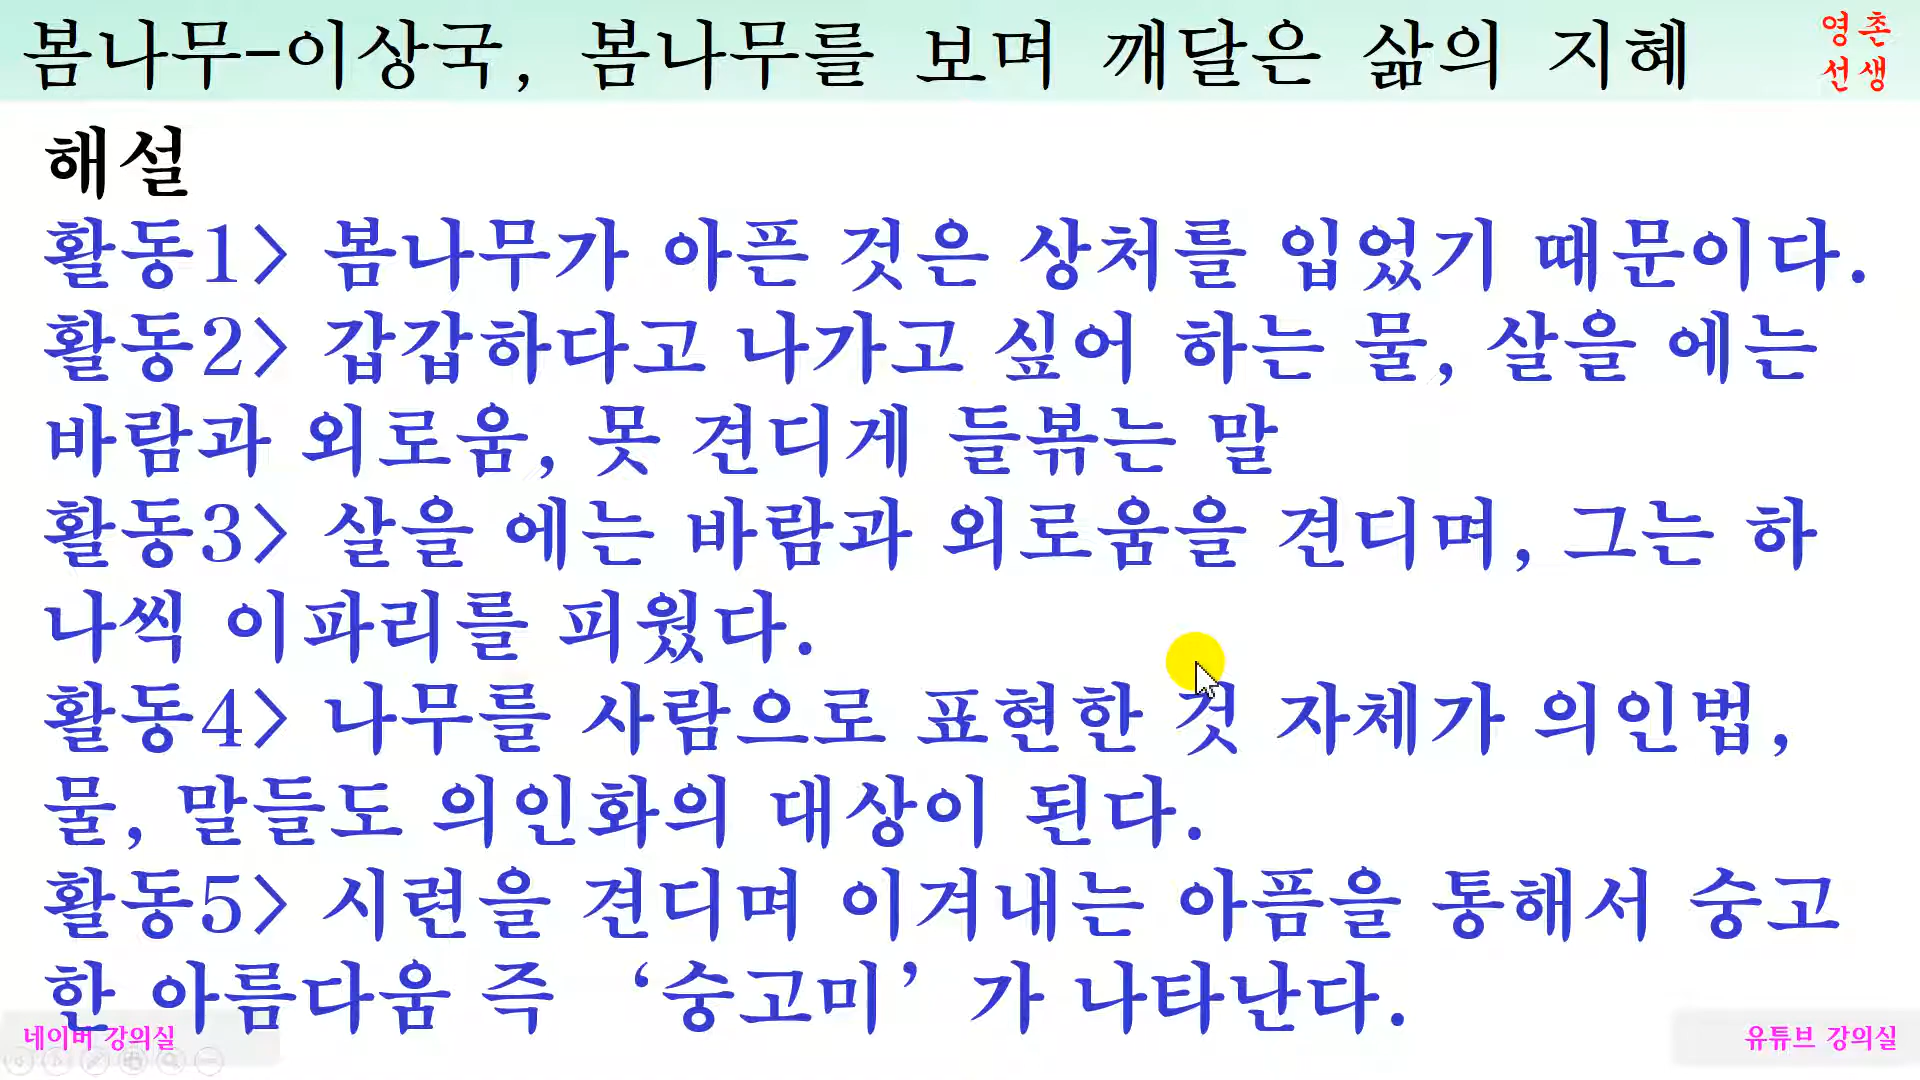 봄나무-이상국, 봄나무를 보며 깨달은 삶의 지혜
영촌
선생
해설
활동1> 봄나무가 아픈 것은 상처를 입었기 때문이다.
활동2> 갑갑하다고 나가고 싶어 하는 물, 살을 에는
바람과 외로움, 못 견디게 들볶는 말
활동3> 살을 에는 바람과 외로움을 견디며, 그는 하
나씩 이파리를 피웠다.
활동4> 나무를 사람으로 표현한 것 자체가 의인법,
물, 말들도 의인화의 대상이 된다.
활동5> 시련을 견디며 이겨내는 아픔을 통해서 숭고
한 아름다움 즉 ‘숭고미’가 나타난다.
네이버 강의실
유튜브 강의실